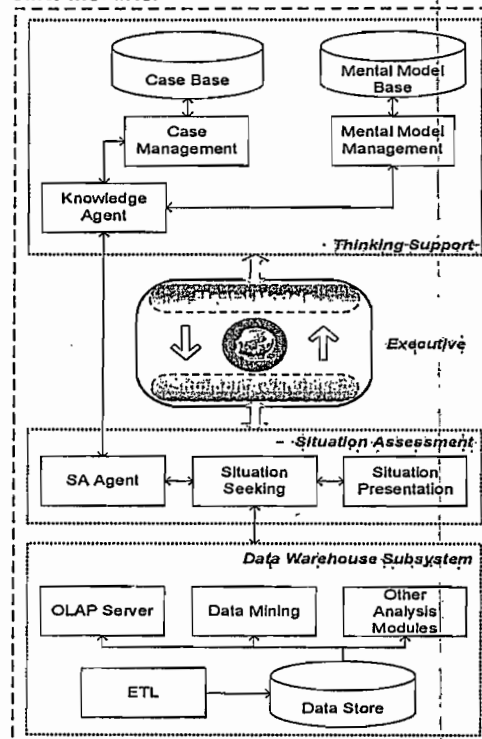 Case Base
Mental Model
Base
Case
Management
Mental Model
Management
Knowledge
Agent
Thinking Support
Executive
Situation Assessment
SA Agent
Situation
Seeking
Situation
Presentation
Data Warehouse Subsystem
OLAP Server
Data Mining
Other
Analysis
Modules
ETL
Data Store